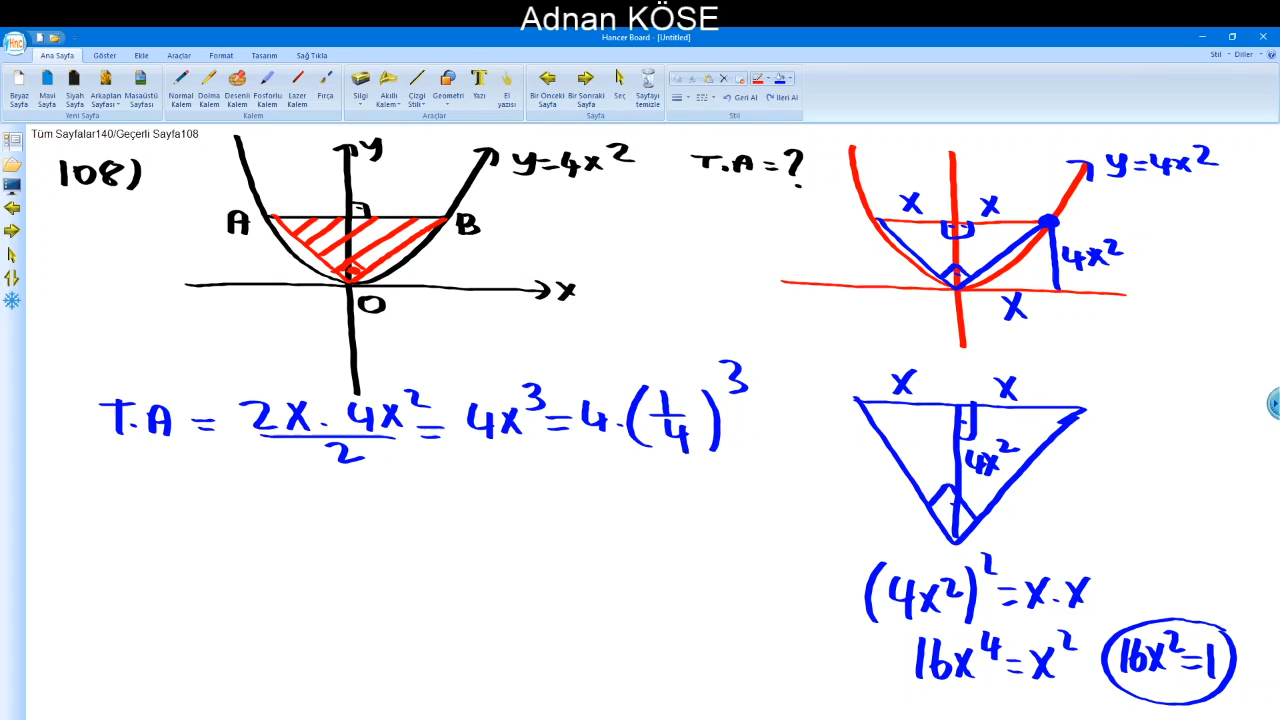 Adnan KÖSE
Hancer Board - [Untitled]
Hnc
Ana Sayfa Göster Ekle Araçlar Format Tasarım Sağ Tıkla
Stil Diller
Beyaz Sayfa Mavi Sayfa Siyah Sayfa Arkaplan Sayfası Masaüstü Sayfası
Normal Kalem Dolma Kalem Desenli Kalem Fosforlu Kalem Lazer Kalem Fırça
Silgi Akıllı Kalem Çizgi Stili Geometri Yazı El yazısı
Bir Önceki Sayfa Bir Sonraki Sayfa Seç Sayfayı temizle
Geri Al İleri Al
Yeni Sayfa Kalem Araçlar Sayfa Stil
Tüm Sayfalar140/Geçerli Sayfa108
108)
y
y=4x²
T.A=?
y=4x²
A
B
x x
4x²
x
O
x
T.A = 2x.4x²/2 = 4x³ = 4.(1/4)³
x x
4x²
(4x²)² = x.x
16x⁴ = x²
16x² = 1